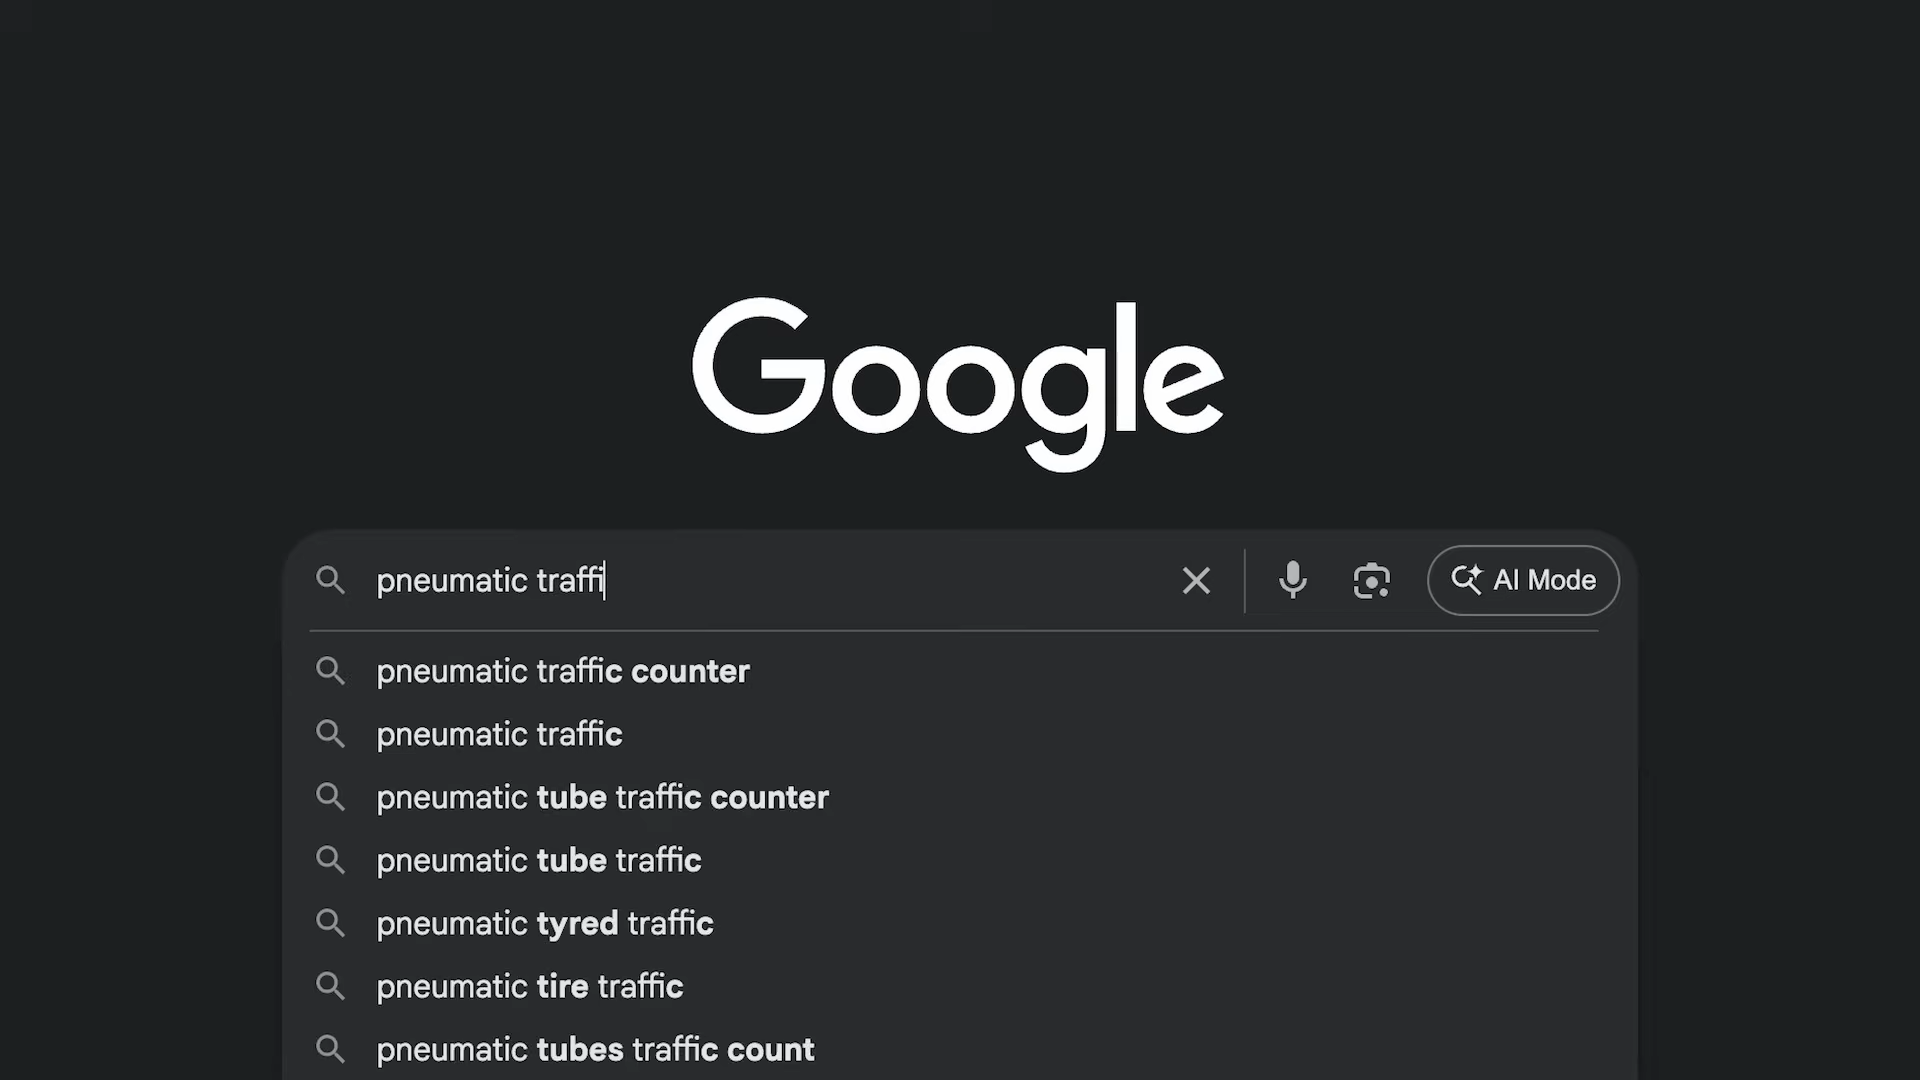 Google
pneumatic traffi
AI Mode
pneumatic traffic counter
pneumatic traffic
pneumatic tube traffic counter
pneumatic tube traffic
pneumatic tyred traffic
pneumatic tire traffic
pneumatic tubes traffic count